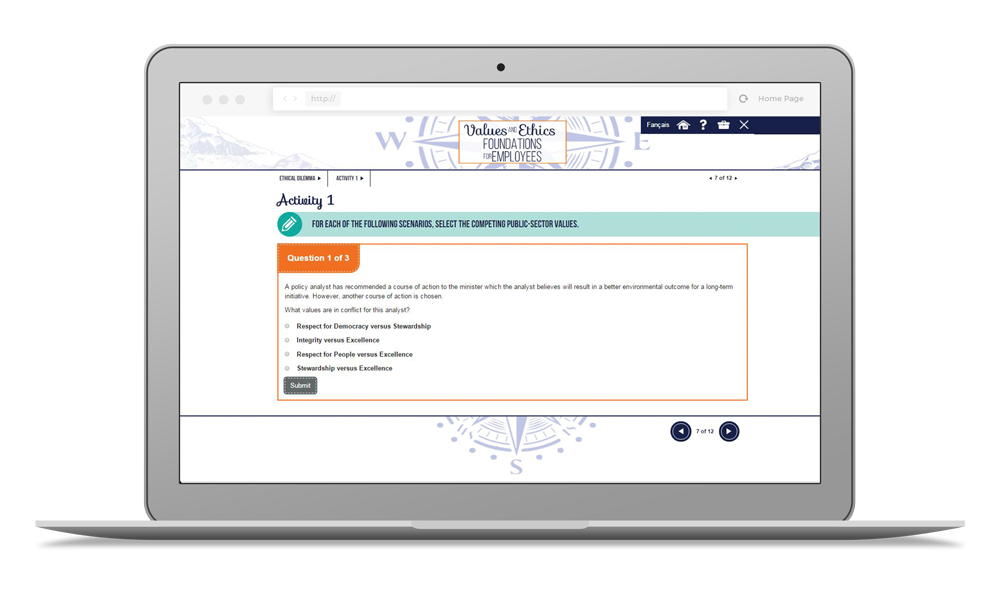 http://
Home Page
W
E
Values AND Ethics
FOUNDATIONS
FOR EMPLOYEES
Fançais
?
ETHICAL DILEMMA ▸
ACTIVITY 1 ▸
◂ 7 of 12 ▸
Activity 1
FOR EACH OF THE FOLLOWING SCENARIOS, SELECT THE COMPETING PUBLIC-SECTOR VALUES.
Question 1 of 3
A policy analyst has recommended a course of action to the minister which the analyst believes will result in a better environmental outcome for a long-term
initiative. However, another course of action is chosen.
What values are in conflict for this analyst?
Respect for Democracy versus Stewardship
Integrity versus Excellence
Respect for People versus Excellence
Stewardship versus Excellence
Submit
7 of 12
S